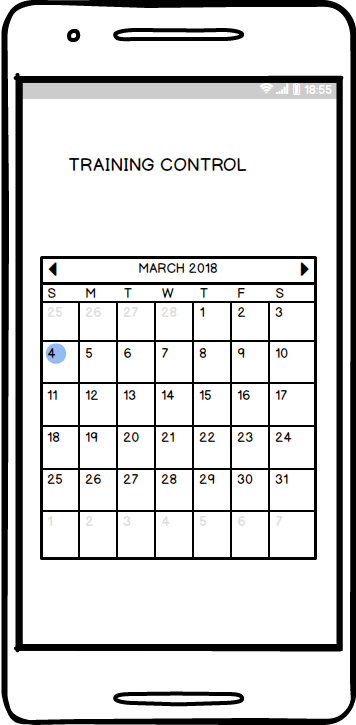 18:55
TRAINING CONTROL
MARCH 2018
S M T W T F S
25 26 27 28 1 2 3
4 5 6 7 8 9 10
11 12 13 14 15 16 17
18 19 20 21 22 23 24
25 26 27 28 29 30 31
1 2 3 4 5 6 7